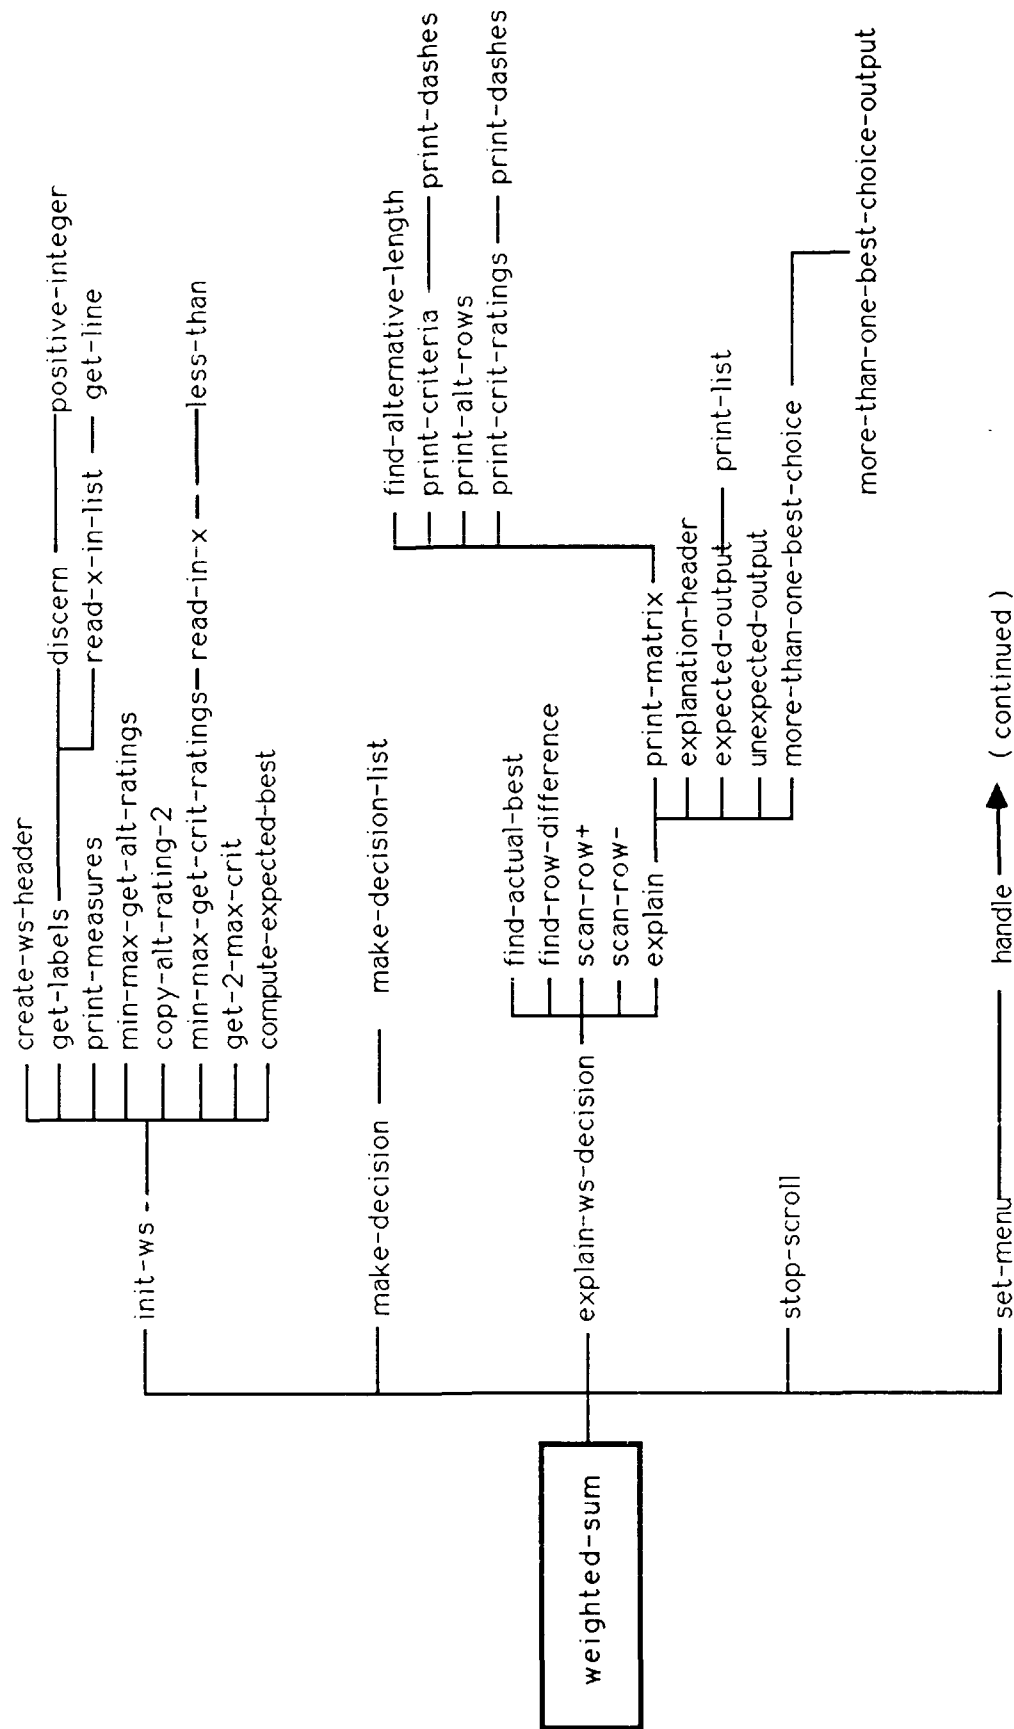 weighted-sum
init-ws
create-ws-header
get-labels
discern
positive-integer
read-x-in-list
get-line
print-measures
min-max-get-alt-ratings
copy-alt-rating-2
min-max-get-crit-ratings
read-in-x
less-than
get-2-max-crit
compute-expected-best
make-decision
make-decision-list
explain-ws-decision
find-actual-best
find-row-difference
scan-row+
scan-row-
explain
print-matrix
find-alternative-length
print-criteria
print-dashes
print-alt-rows
print-crit-ratings
print-dashes
explanation-header
expected-output
print-list
unexpected-output
more-than-one-best-choice
more-than-one-best-choice-output
stop-scroll
set-menu
handle
( continued )